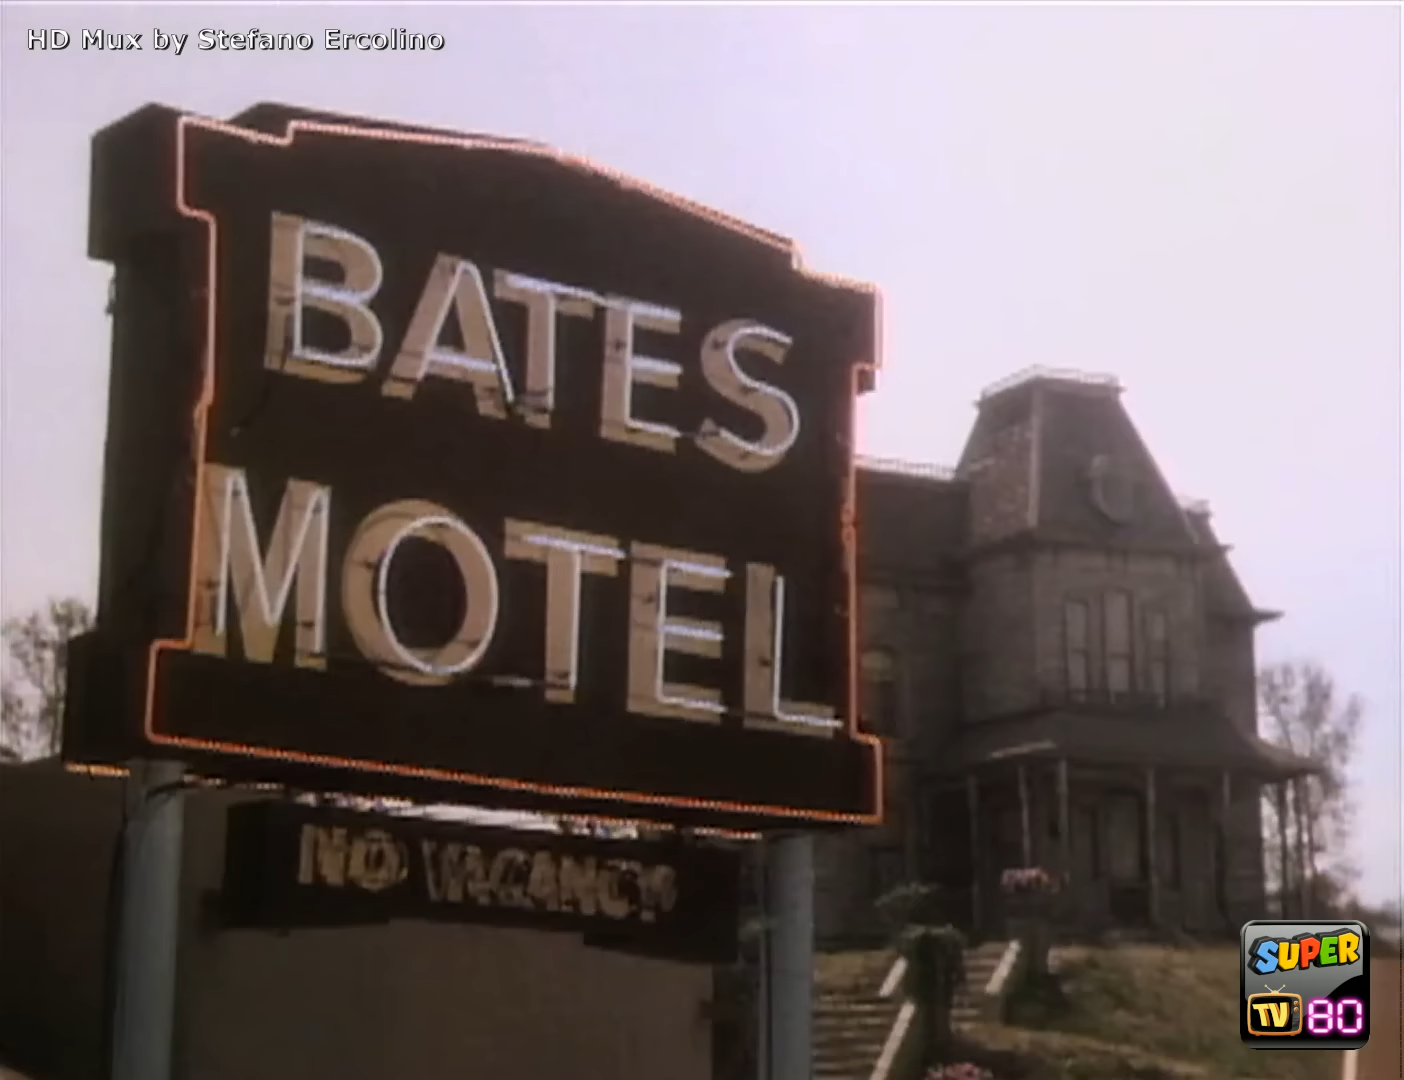 HD Mux by Stefano Ercolino
BATES
MOTEL
NO VACANCY
SUPER
TV 80